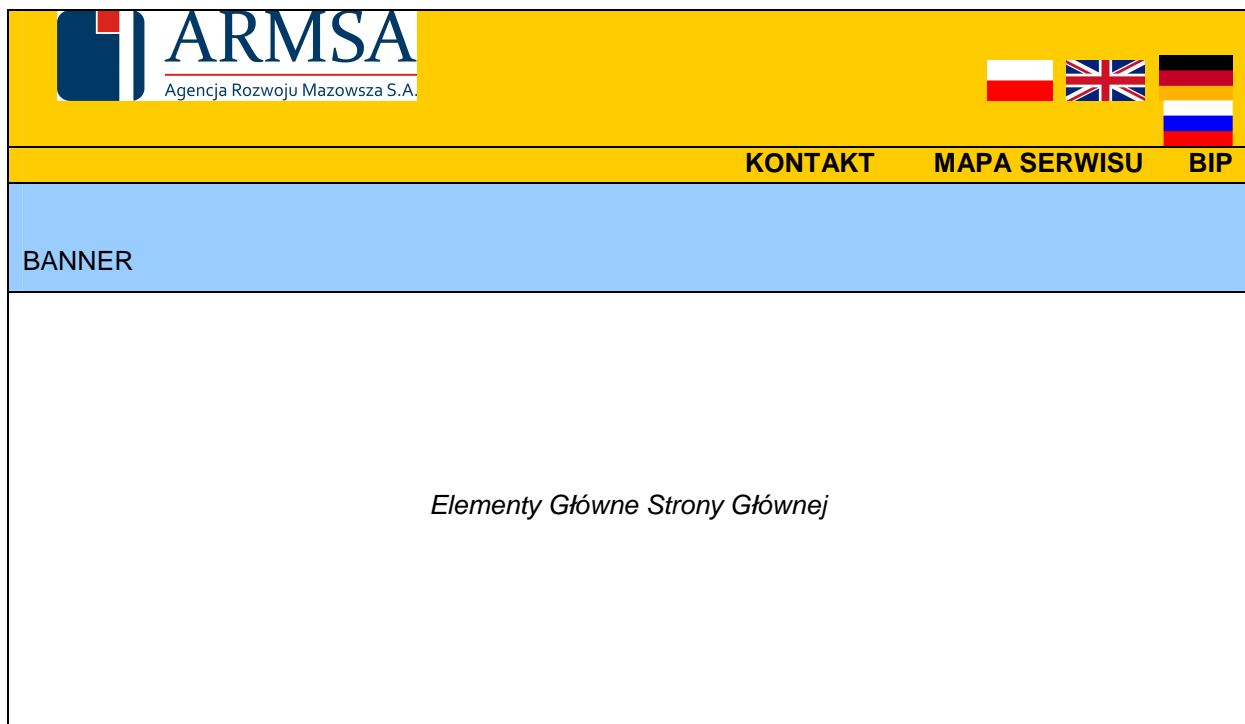 ARMSA
Agencja Rozwoju Mazowsza S.A.
KONTAKT MAPA SERWISU BIP
BANNER
Elementy Główne Strony Głównej